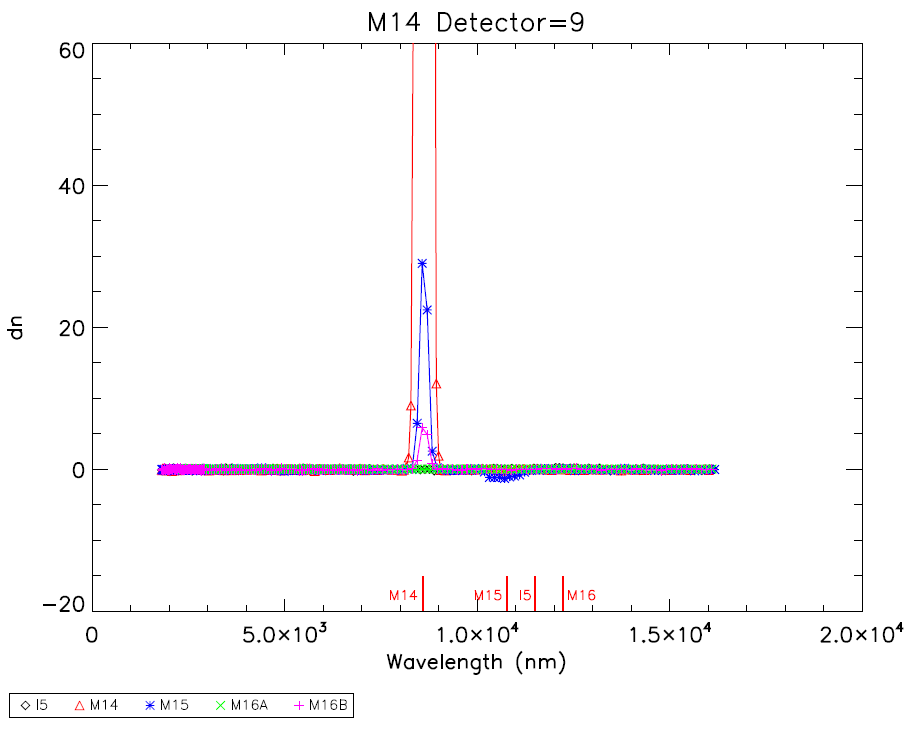 M14 Detector=9
60
40
20
0
−20
dn
0 5.0×10³ 1.0×10⁴ 1.5×10⁴ 2.0×10⁴
M14 M15 I5 M16
Wavelength (nm)
I5 M14 M15 M16A M16B